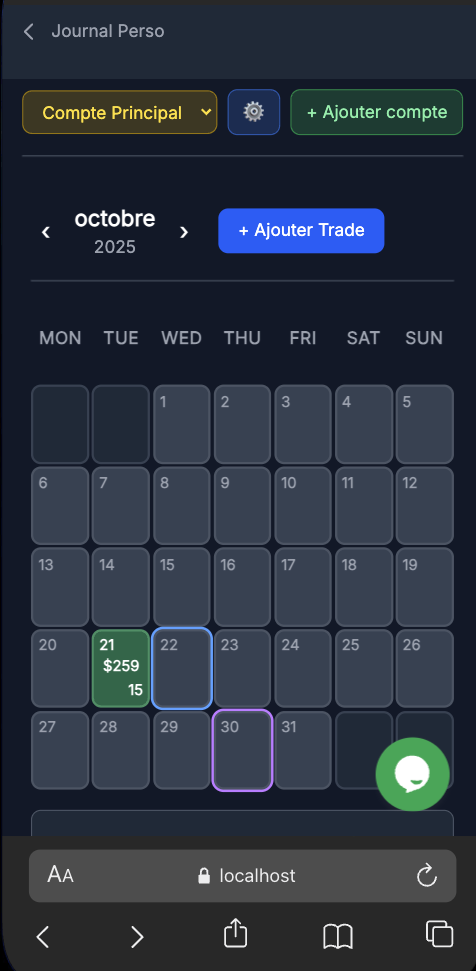 Journal Perso
Compte Principal
+ Ajouter compte
octobre
2025
+ Ajouter Trade
MON TUE WED THU FRI SAT SUN
1 2 3 4 5
6 7 8 9 10 11 12
13 14 15 16 17 18 19
20 21 22 23 24 25 26
$259
15
27 28 29 30 31
AA
localhost